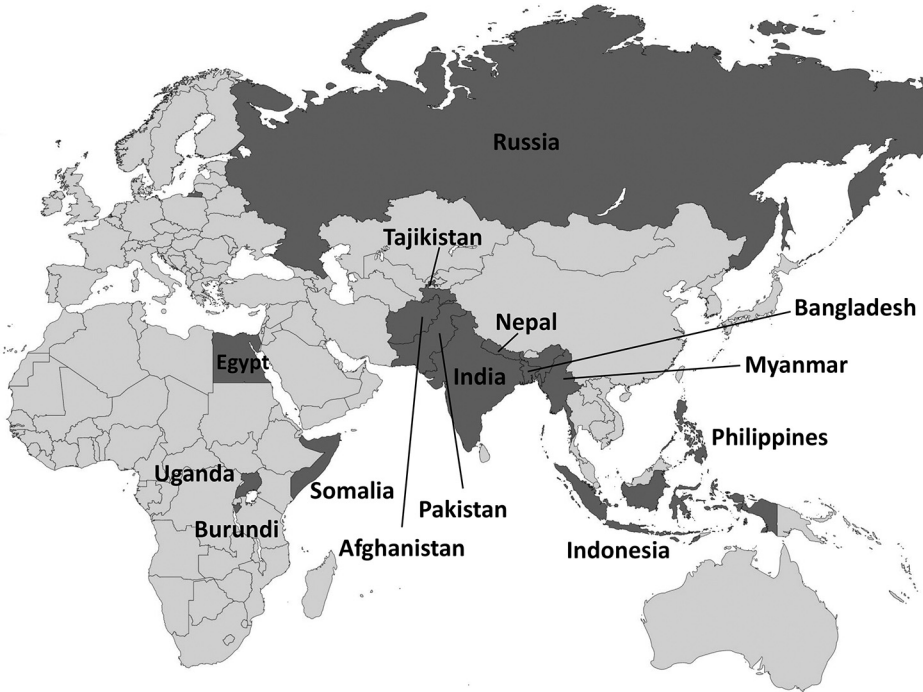 Russia
Tajikistan
Bangladesh
Nepal
Egypt
India
Myanmar
Philippines
Uganda
Somalia
Pakistan
Burundi
Afghanistan
Indonesia